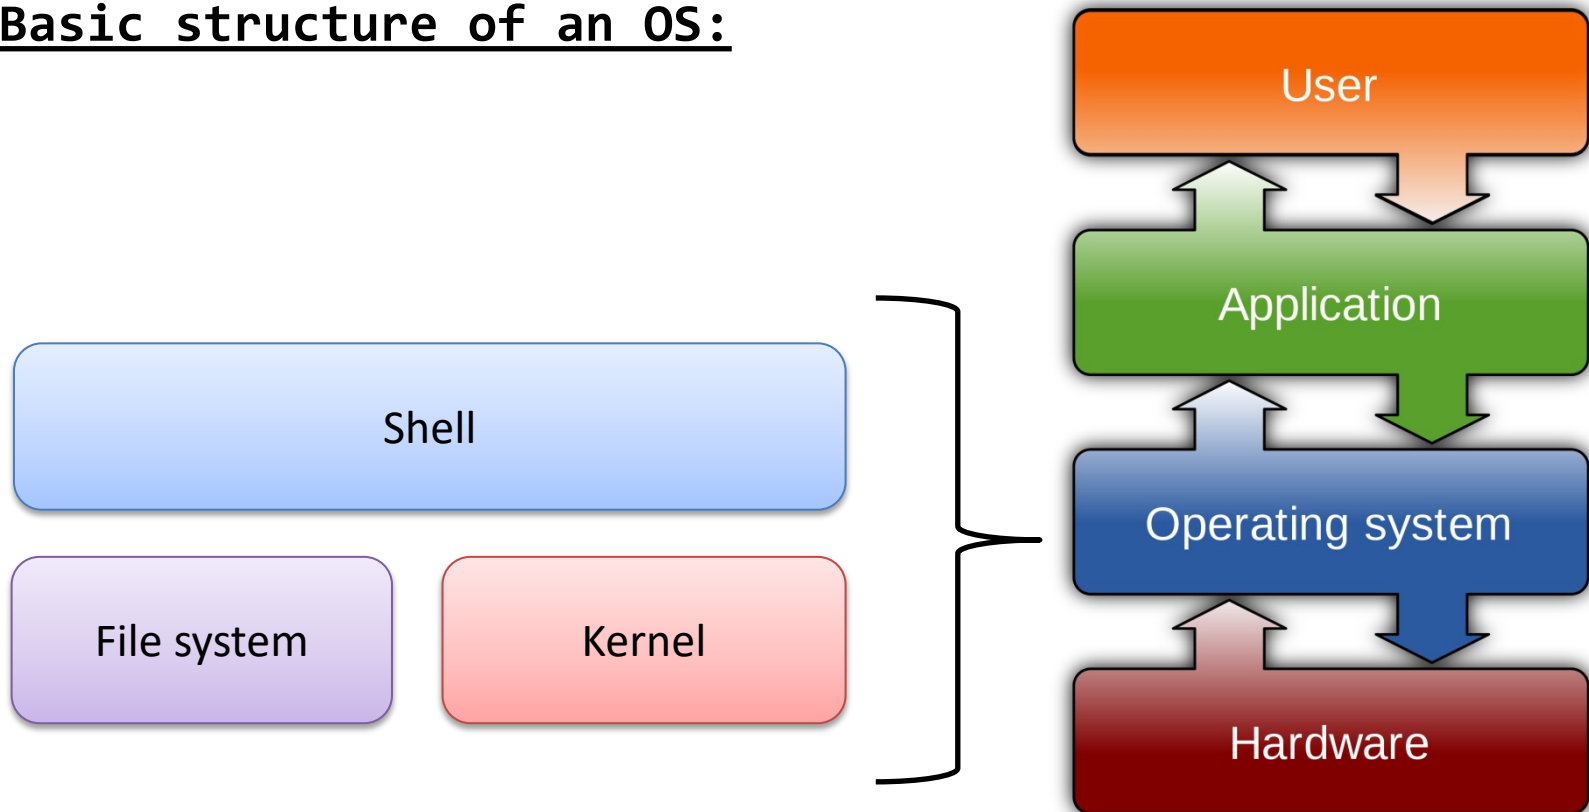 Basic structure of an OS:
User
Application
Shell
Operating system
File system
Kernel
Hardware